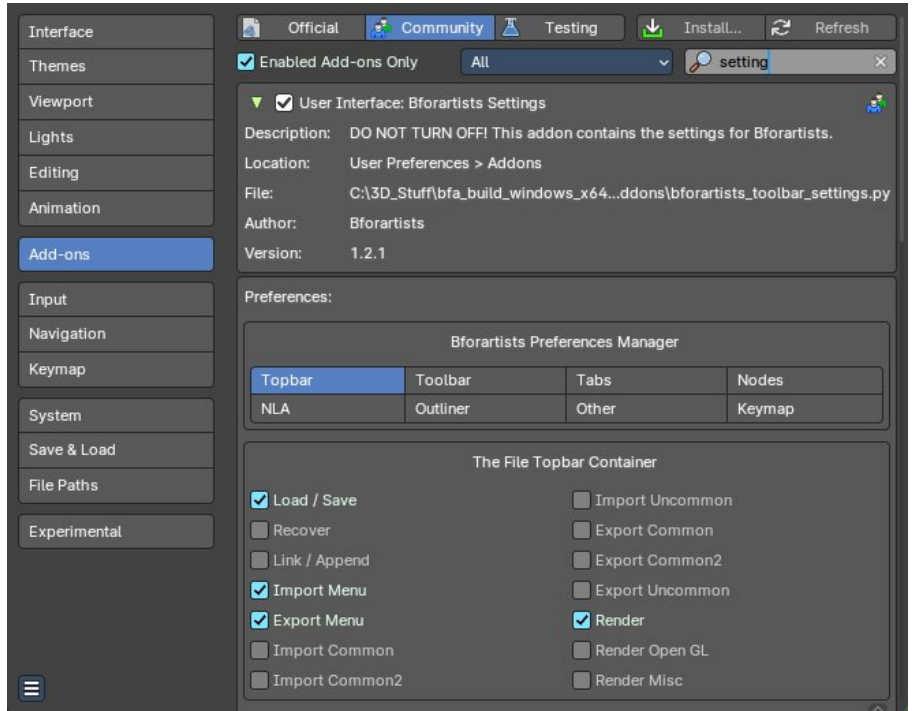 Interface
Themes
Viewport
Lights
Editing
Animation
Add-ons
Input
Navigation
Keymap
System
Save & Load
File Paths
Experimental
Official Community Testing Install... Refresh
Enabled Add-ons Only All setting
User Interface: Bforartists Settings
Description: DO NOT TURN OFF! This addon contains the settings for Bforartists.
Location: User Preferences > Addons
File: C:\3D_Stuff\bfa_build_windows_x64...ddons\bforartists_toolbar_settings.py
Author: Bforartists
Version: 1.2.1
Preferences:
Bforartists Preferences Manager
Topbar Toolbar Tabs Nodes
NLA Outliner Other Keymap
The File Topbar Container
Load / Save Import Uncommon
Recover Export Common
Link / Append Export Common2
Import Menu Export Uncommon
Export Menu Render
Import Common Render Open GL
Import Common2 Render Misc